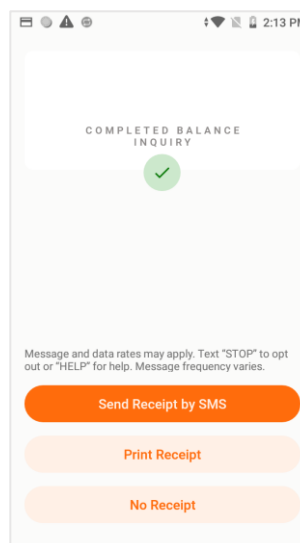 2:13 PM
COMPLETED BALANCE
INQUIRY
Message and data rates may apply. Text “STOP” to opt
out or “HELP” for help. Message frequency varies.
Send Receipt by SMS
Print Receipt
No Receipt